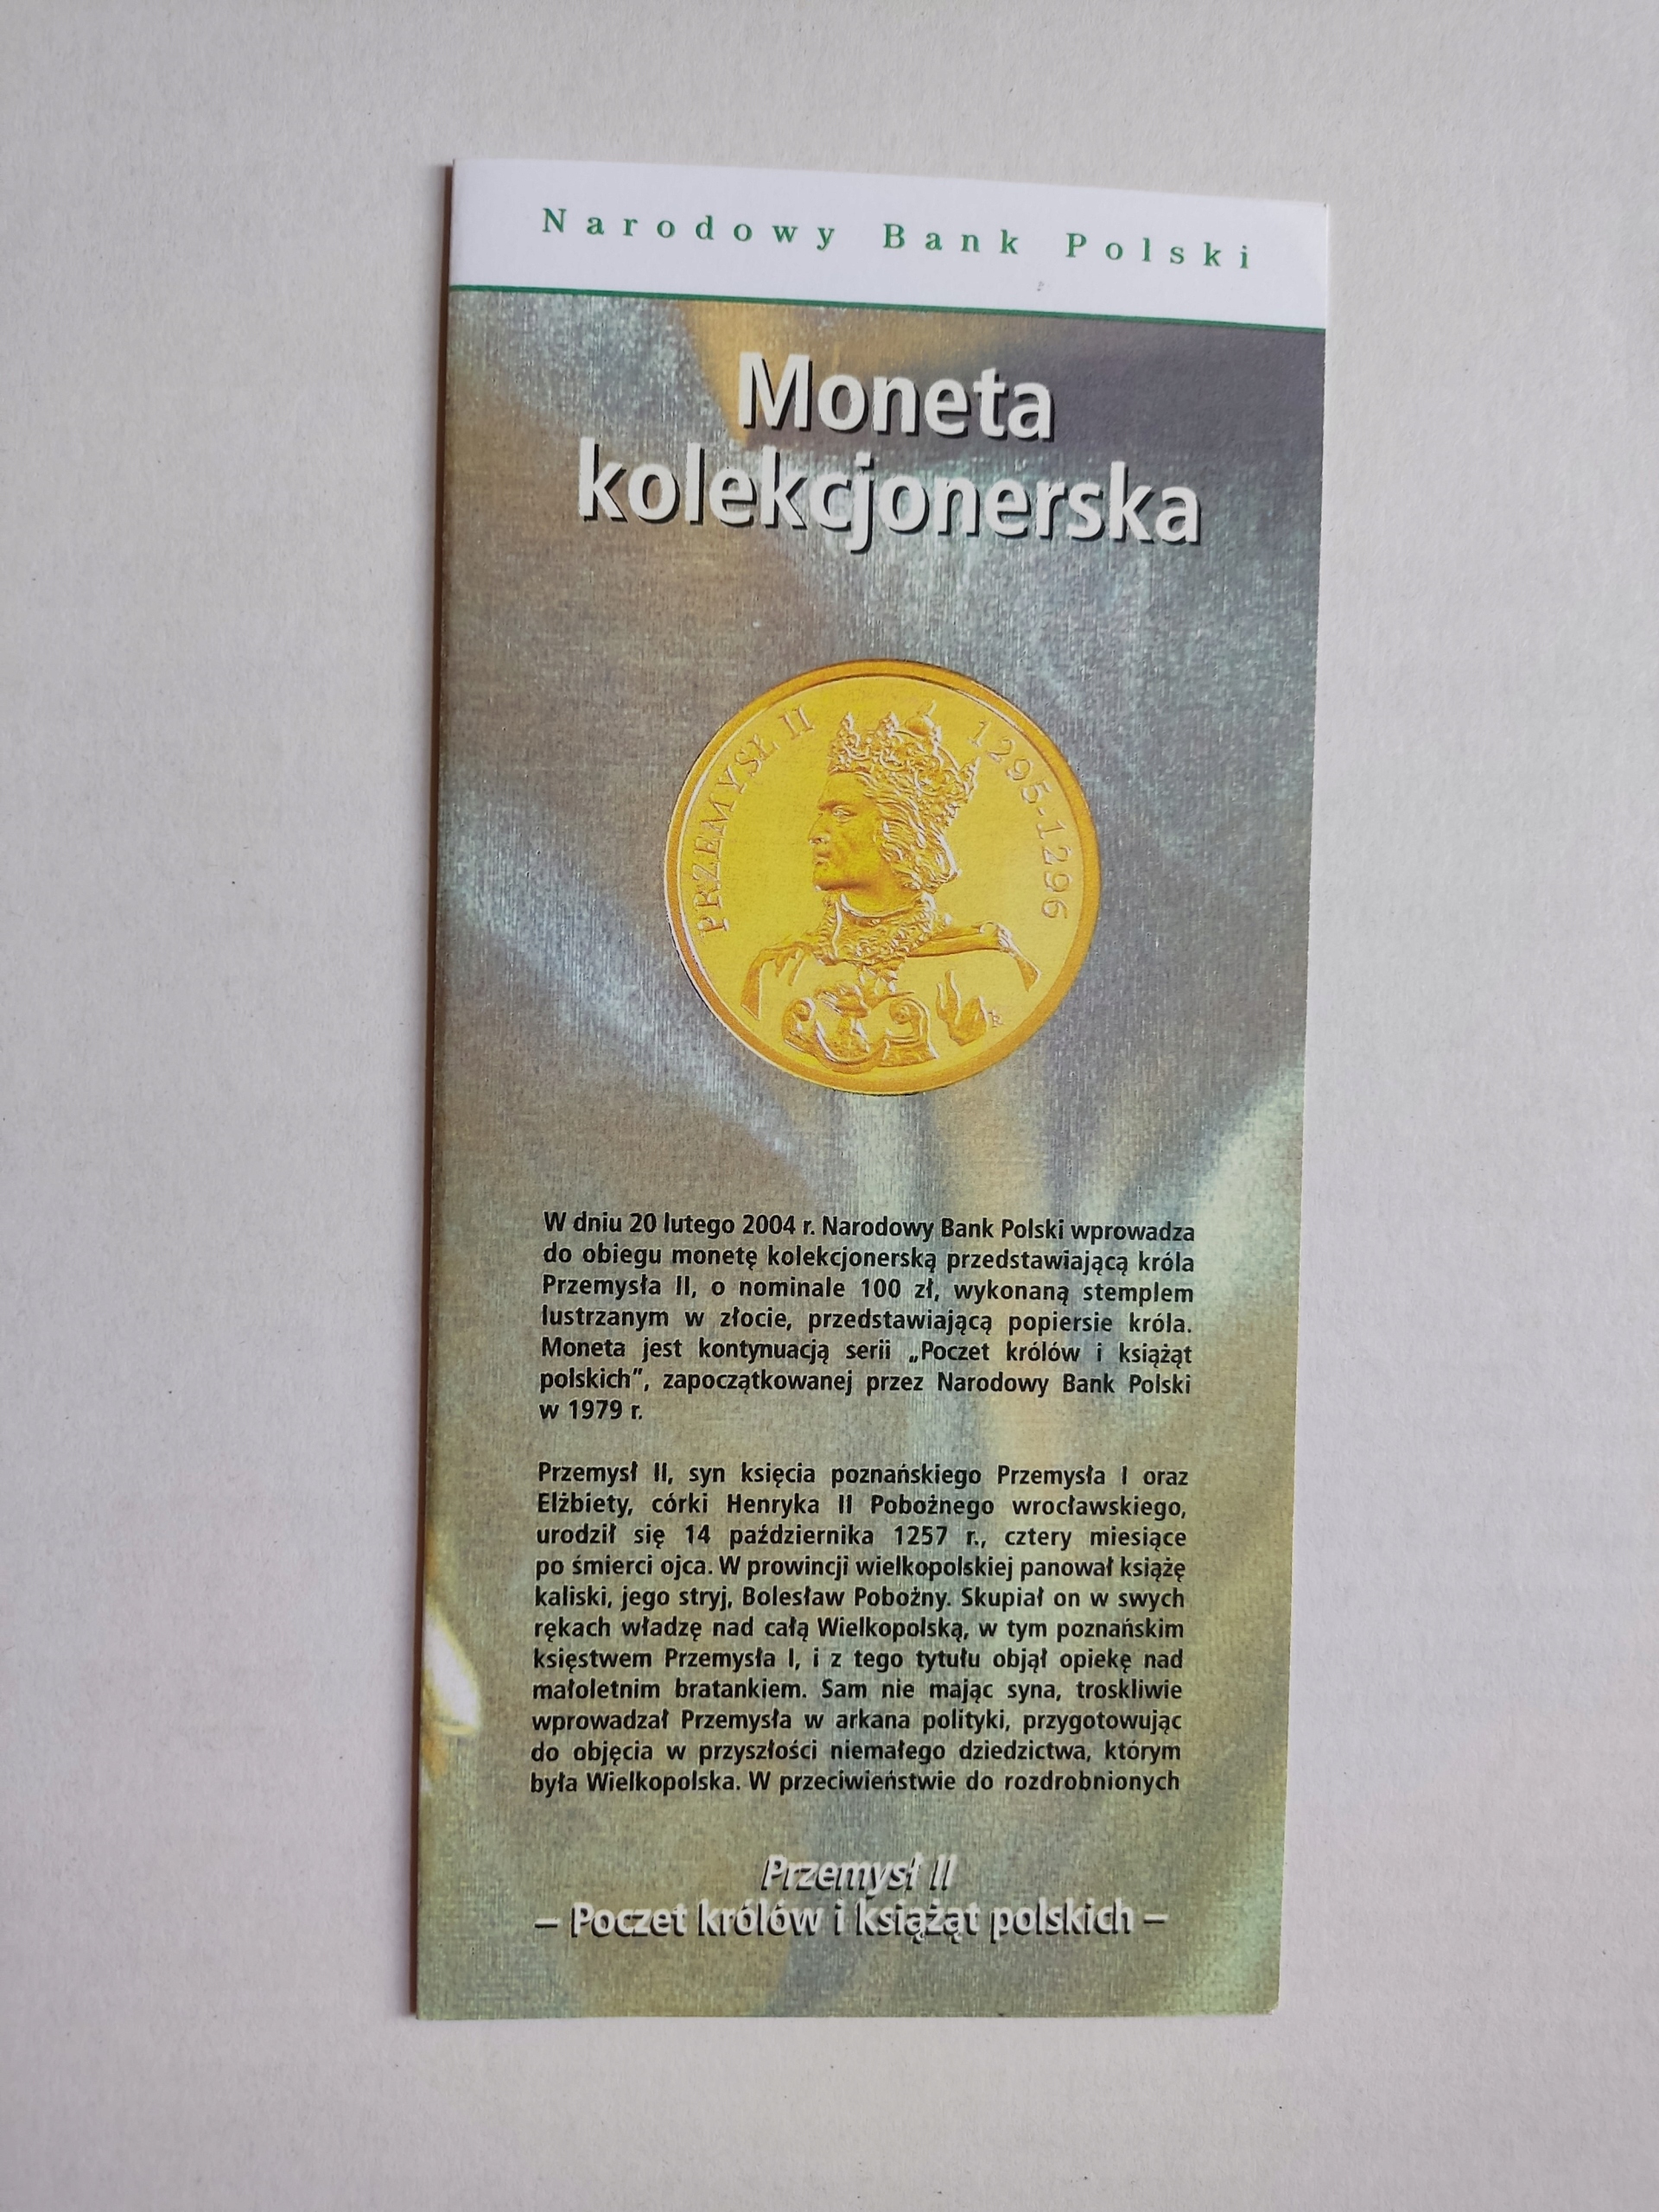 Narodowy Bank Polski
Moneta
kolekcjonerska
PRZEMYSŁ II 1295-1296
W dniu 20 lutego 2004 r. Narodowy Bank Polski wprowadza
do obiegu monetę kolekcjonerską przedstawiającą króla
Przemysła II, o nominale 100 zł, wykonaną stemplem
lustrzanym w złocie, przedstawiającą popiersie króla.
Moneta jest kontynuacją serii „Poczet królów i książąt
polskich”, zapoczątkowanej przez Narodowy Bank Polski
w 1979 r.
Przemysł II, syn księcia poznańskiego Przemysła I oraz
Elżbiety, córki Henryka II Pobożnego wrocławskiego,
urodził się 14 października 1257 r., cztery miesiące
po śmierci ojca. W prowincji wielkopolskiej panował książę
kaliski, jego stryj, Bolesław Pobożny. Skupiał on w swych
rękach władzę nad całą Wielkopolską, w tym poznańskim
księstwem Przemysła I, i z tego tytułu objął opiekę nad
małoletnim bratankiem. Sam nie mając syna, troskliwie
wprowadzał Przemysła w arkana polityki, przygotowując
do objęcia w przyszłości niemałego dziedzictwa, którym
była Wielkopolska. W przeciwieństwie do rozdrobnionych
Przemysł II
– Poczet królów i książąt polskich –